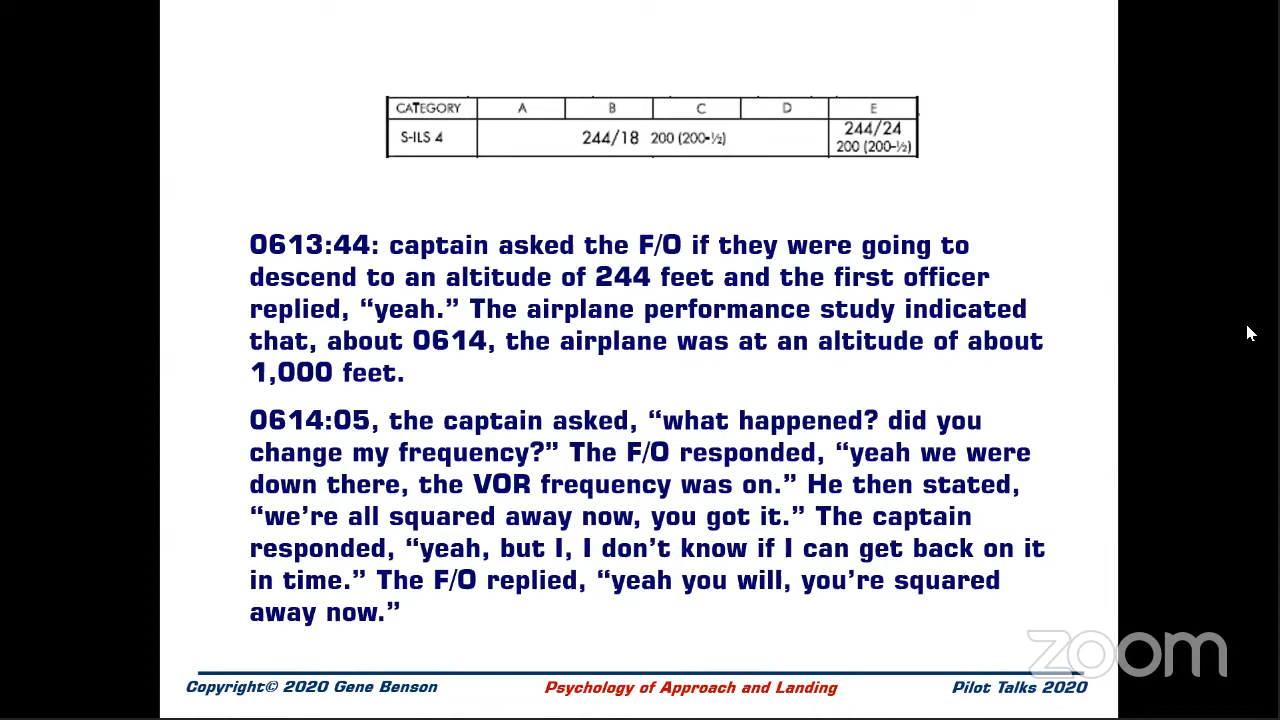 CATEGORY A B C D E
S-ILS 4 244/18 200 (200-½) 244/24
200 (200-½)
0613:44: captain asked the F/O if they were going to
descend to an altitude of 244 feet and the first officer
replied, “yeah.” The airplane performance study indicated
that, about 0614, the airplane was at an altitude of about
1,000 feet.
0614:05, the captain asked, “what happened? did you
change my frequency?” The F/O responded, “yeah we were
down there, the VOR frequency was on.” He then stated,
“we’re all squared away now, you got it.” The captain
responded, “yeah, but I, I don’t know if I can get back on it
in time.” The F/O replied, “yeah you will, you’re squared
away now.”
zoom
Copyright© 2020 Gene Benson Psychology of Approach and Landing Pilot Talks 2020